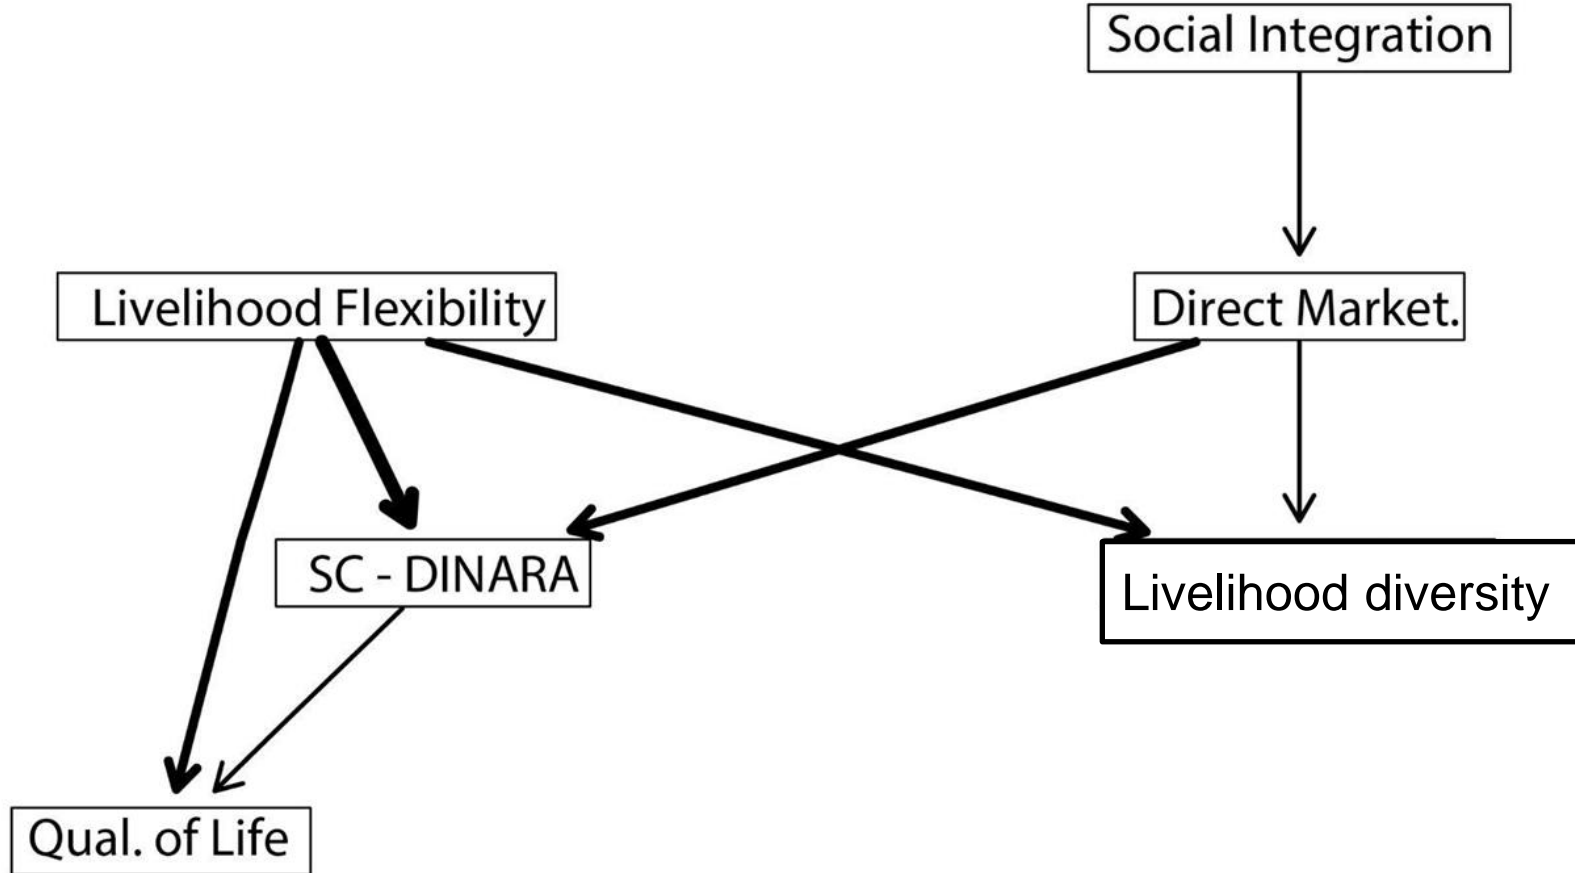 Social Integration
Livelihood Flexibility
Direct Market.
SC - DINARA
Livelihood diversity
Qual. of Life